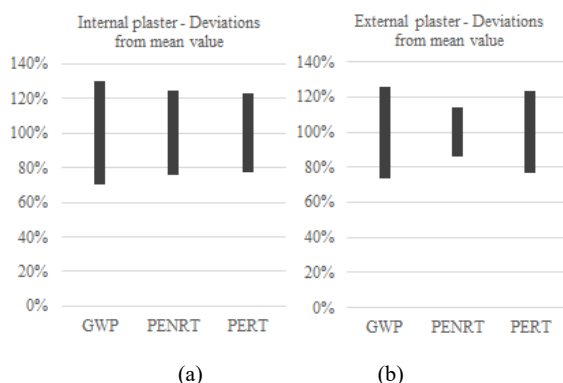 Internal plaster - Deviations
from mean value
140%
120%
100%
80%
60%
40%
20%
0%
GWP PENRT PERT
(a)
External plaster - Deviations
from mean value
140%
120%
100%
80%
60%
40%
20%
0%
GWP PENRT PERT
(b)